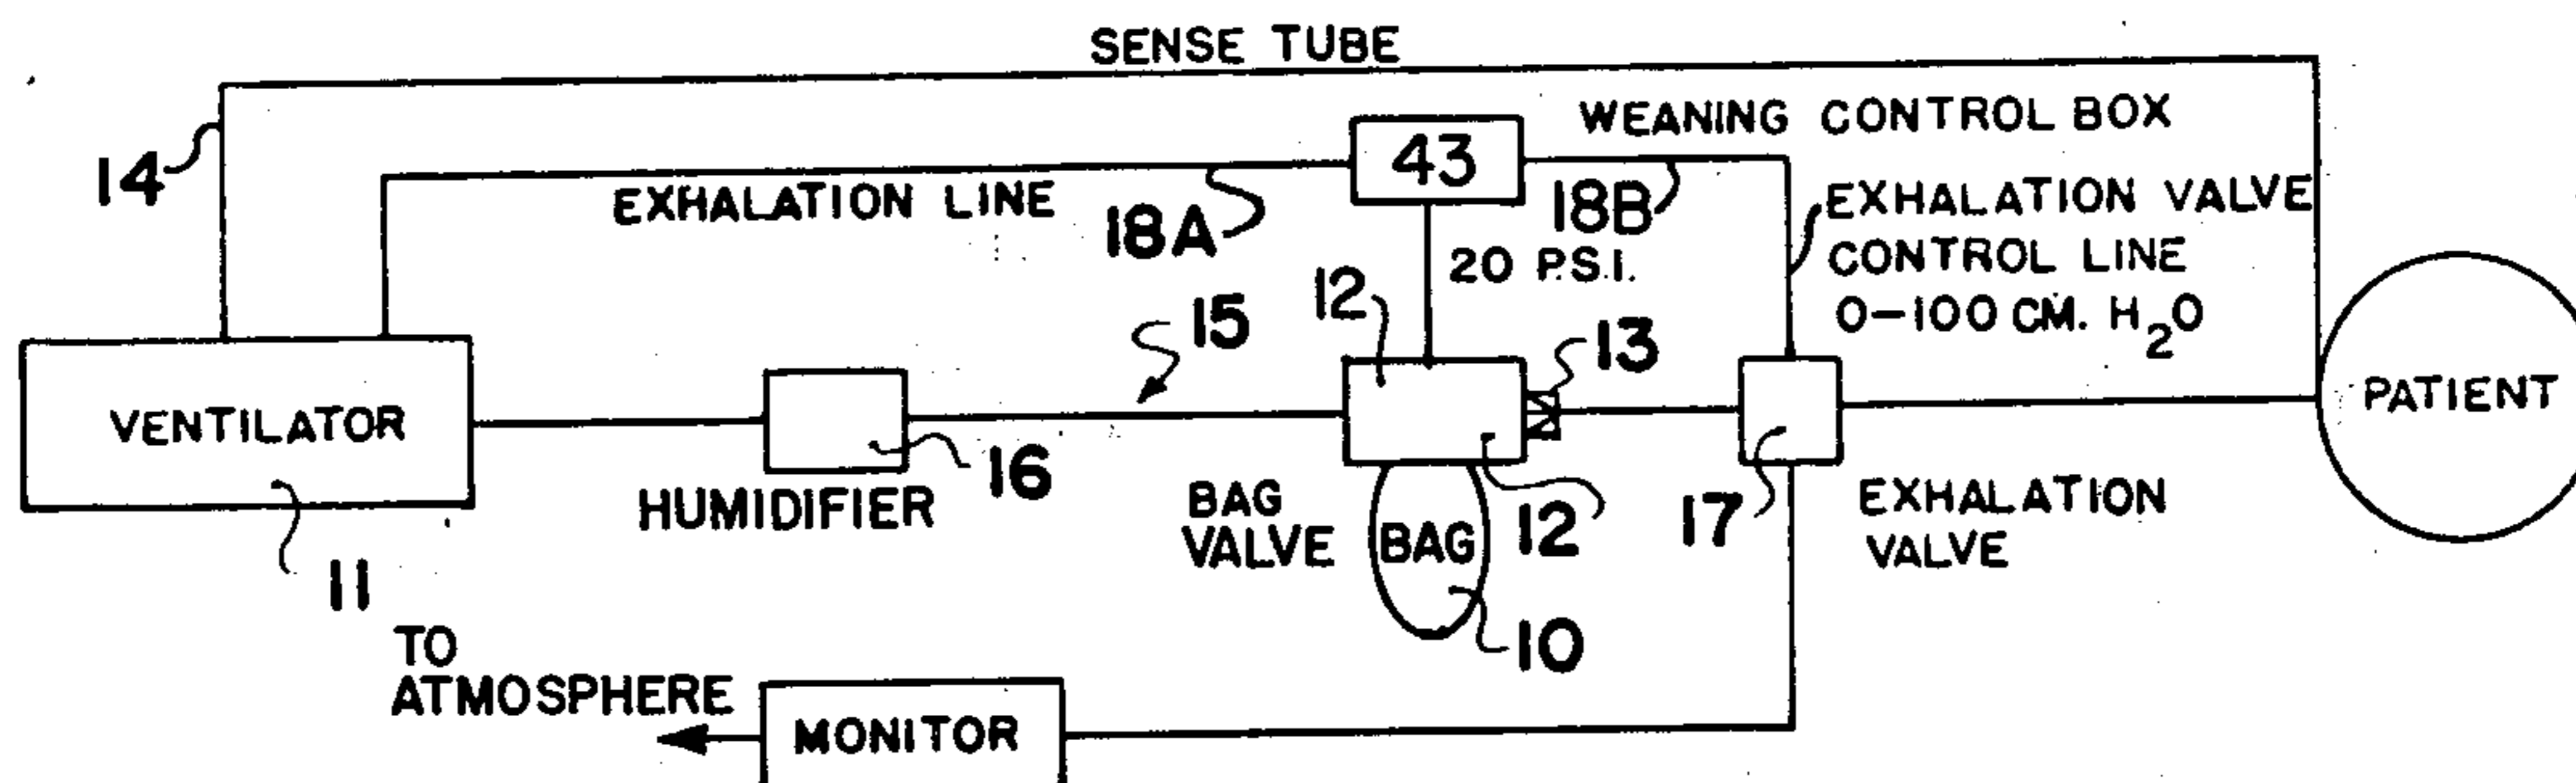 SENSE TUBE
14
43
WEANING CONTROL BOX
EXHALATION LINE
18A
18B
EXHALATION VALVE
CONTROL LINE
0-100 CM. H2O
20 P.S.I.
12
15
13
VENTILATOR
PATIENT
16
HUMIDIFIER
BAG
VALVE
BAG
12
17
EXHALATION
VALVE
11
10
TO
ATMOSPHERE
MONITOR